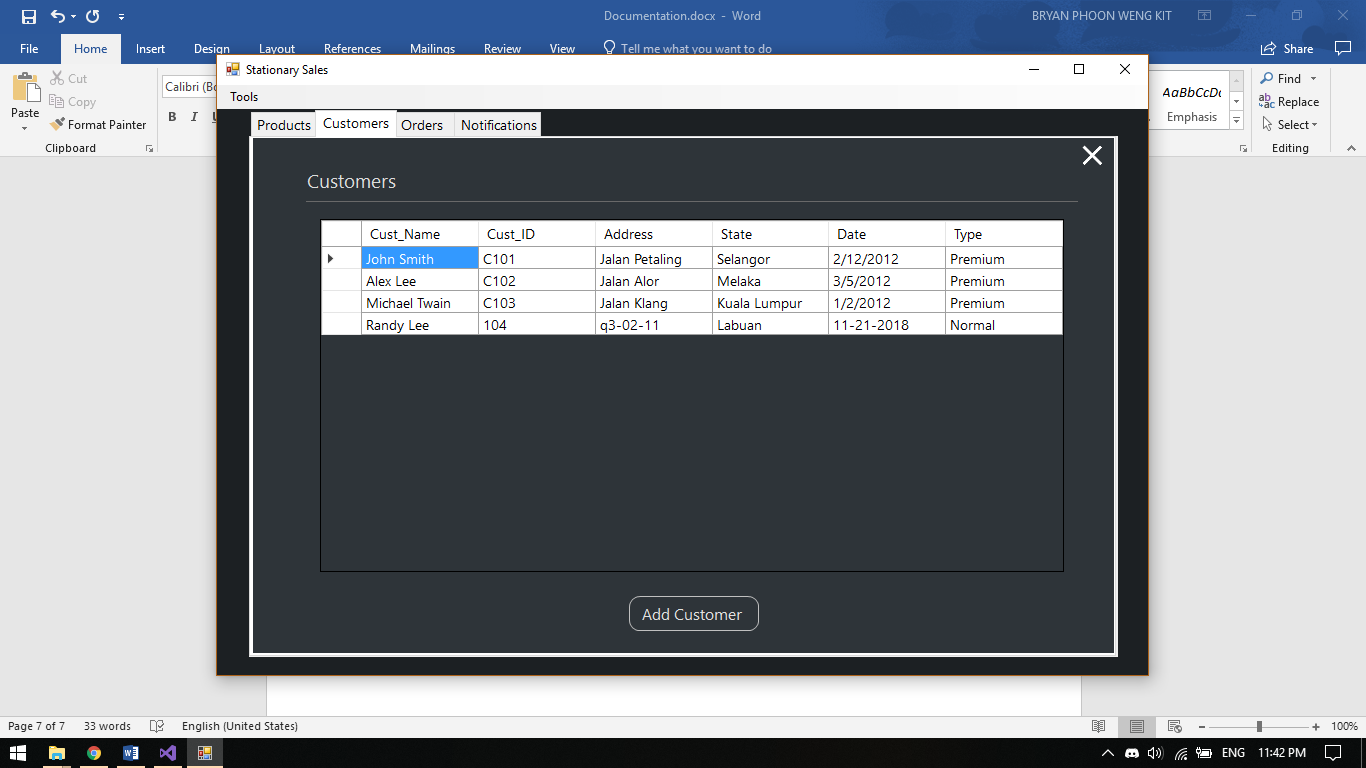 Documentation.docx - Word
BRYAN PHOON WENG KIT
File Home Insert Design Layout References Mailings Review View Tell me what you want to do Share
Paste
Cut
Copy
Format Painter
Clipboard
Calibri (Bo
B I U
AaBbCcDc
Emphasis
Find
Replace
Select
Editing
Stationary Sales
Tools
Products Customers Orders Notifications
Customers
Cust_Name Cust_ID Address State Date Type
John Smith C101 Jalan Petaling Selangor 2/12/2012 Premium
Alex Lee C102 Jalan Alor Melaka 3/5/2012 Premium
Michael Twain C103 Jalan Klang Kuala Lumpur 1/2/2012 Premium
Randy Lee 104 q3-02-11 Labuan 11-21-2018 Normal
Add Customer
Page 7 of 7 33 words English (United States) 100%
ENG 11:42 PM